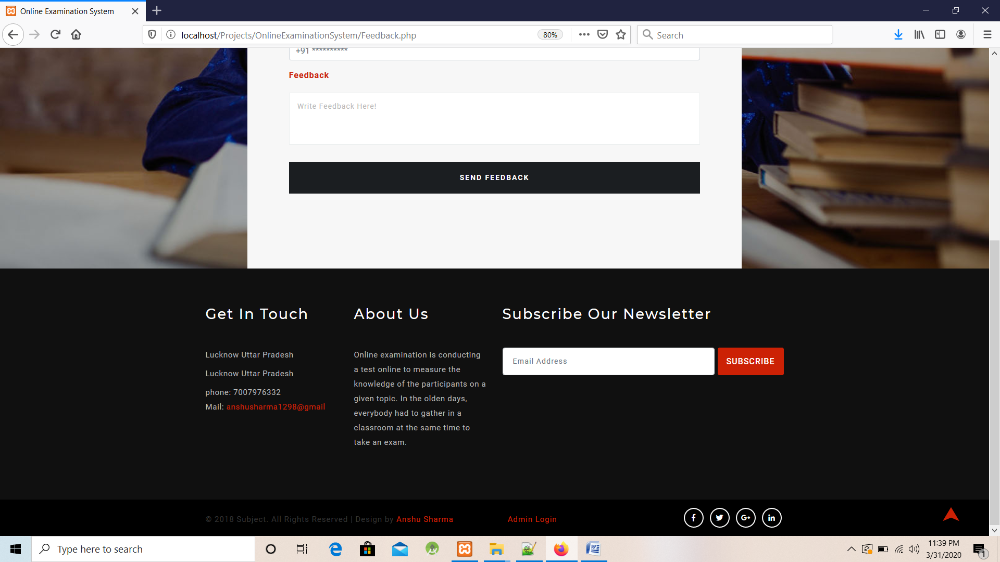 Online Examination System
localhost/Projects/OnlineExaminationSystem/Feedback.php
80%
Search
+91 **********
Feedback
Write Feedback Here!
SEND FEEDBACK
Get In Touch
Lucknow Uttar Pradesh
Lucknow Uttar Pradesh
phone: 7007976332
Mail: anshusharma1298@gmail
About Us
Online examination is conducting
a test online to measure the
knowledge of the participants on a
given topic. In the olden days,
everybody had to gather in a
classroom at the same time to
take an exam.
Subscribe Our Newsletter
Email Address
SUBSCRIBE
© 2018 Subject. All Rights Reserved | Design by Anshu Sharma
Admin Login
Type here to search
11:39 PM
3/31/2020
1